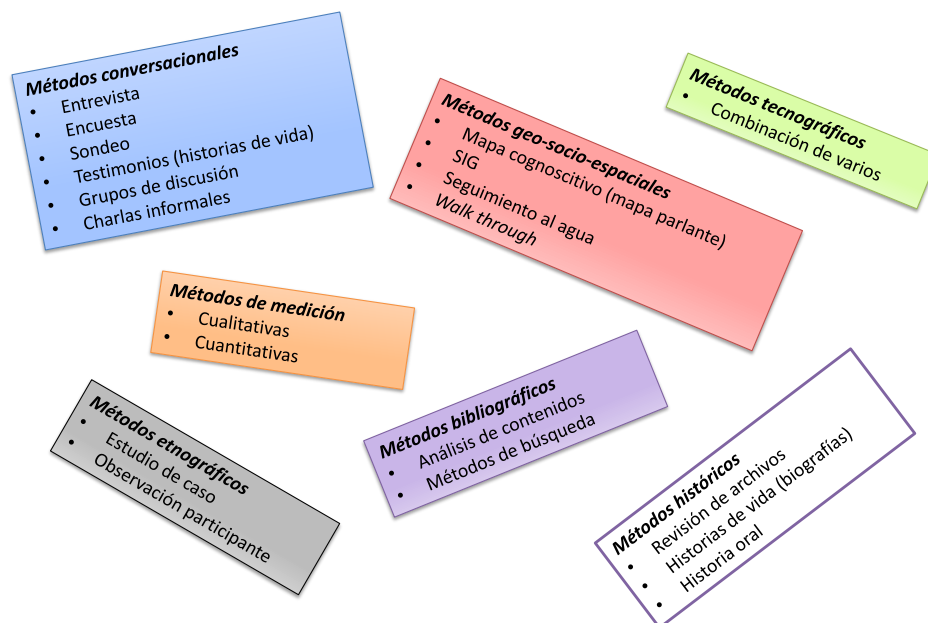 Métodos conversacionales
• Entrevista
• Encuesta
• Sondeo
• Testimonios (historias de vida)
• Grupos de discusión
• Charlas informales
Métodos geo-socio-espaciales
• Mapa cognoscitivo (mapa parlante)
• SIG
• Seguimiento al agua
• Walk through
Métodos tecnográficos
• Combinación de varios
Métodos de medición
• Cualitativas
• Cuantitativas
Métodos etnográficos
• Estudio de caso
• Observación participante
Métodos bibliográficos
• Análisis de contenidos
• Métodos de búsqueda
Métodos históricos
• Revisión de archivos
• Historias de vida (biografías)
• Historia oral